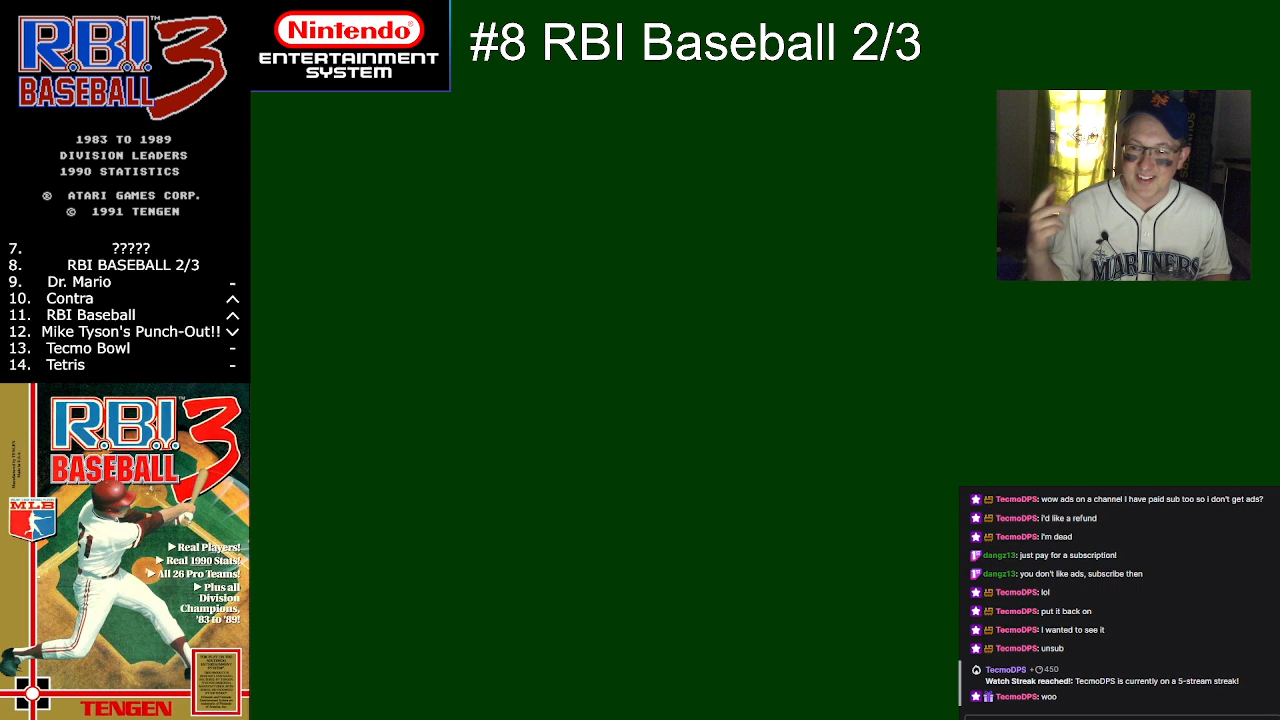 R.B.I. 3
BASEBALL
™
1983 TO 1989
DIVISION LEADERS
1990 STATISTICS
® ATARI GAMES CORP.
© 1991 TENGEN
Nintendo®
ENTERTAINMENT
SYSTEM
#8 RBI Baseball 2/3
7. ?????
8. RBI BASEBALL 2/3
9. Dr. Mario -
10. Contra ^
11. RBI Baseball ^
12. Mike Tyson's Punch-Out!! v
13. Tecmo Bowl -
14. Tetris -
R.B.I.™ 3
BASEBALL
MLB
21
▶ Real Players!
▶ Real 1990 Stats!
▶ All 26 Pro Teams!
▶ Plus all
Division
Champions,
'83 to '89!
TENGEN
MARINERS
TecmoDPS: wow ads on a channel I have paid sub too so i don't get ads?
TecmoDPS: i'd like a refund
TecmoDPS: I'm dead
dangz13: just pay for a subscription!
dangz13: you don't like ads, subscribe then
TecmoDPS: lol
TecmoDPS: put it back on
TecmoDPS: I wanted to see it
TecmoDPS: unsub
TecmoDPS + 450
Watch Streak reached!: TecmoDPS is currently on a 5-stream streak!
TecmoDPS: woo